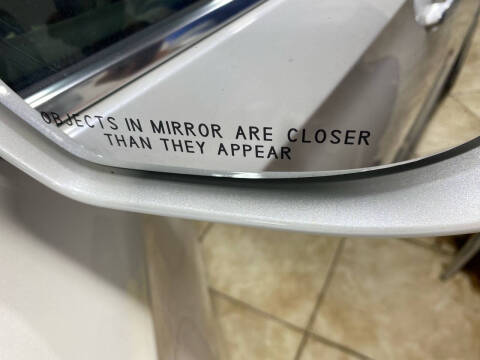 OBJECTS IN MIRROR ARE CLOSER
THAN THEY APPEAR